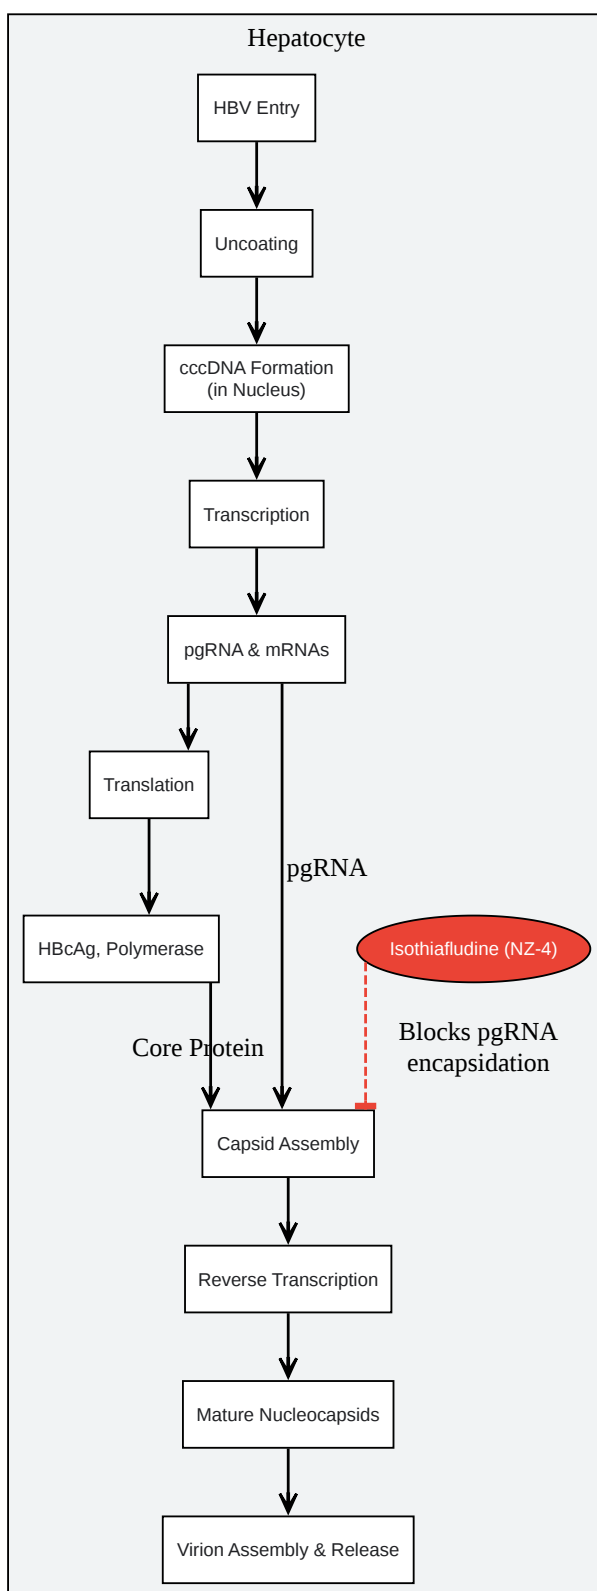 Hepatocyte
HBV Entry
Uncoating
cccDNA Formation
(in Nucleus)
Transcription
pgRNA & mRNAs
Translation
pgRNA
HBcAg, Polymerase
Isothiafludine (NZ-4)
Core Protein
Blocks pgRNA
encapsidation
Capsid Assembly
Reverse Transcription
Mature Nucleocapsids
Virion Assembly & Release